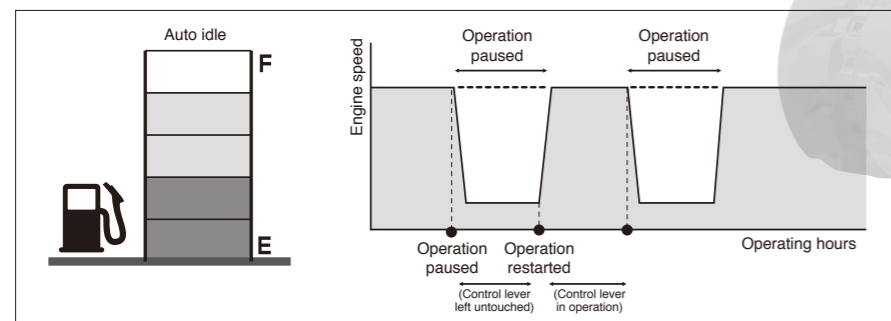 Auto idle
F
E
Engine speed
Operation
paused
Operation
paused
Operation
paused
Operation
restarted
Operating hours
(Control lever
left untouched)
(Control lever
in operation)